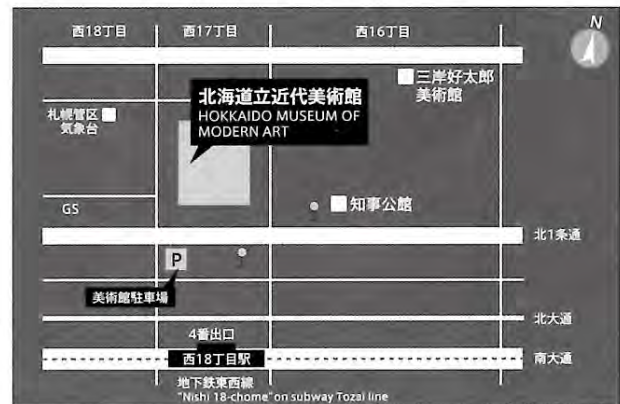 西18丁目
西17丁目
西16丁目
N
三岸好太郎
美術館
北海道立近代美術館
HOKKAIDO MUSEUM OF
MODERN ART
札幌管区
気象台
知事公館
GS
北1条通
P
美術館駐車場
北大通
4番出口
西18丁目駅
南大通
地下鉄東西線
"Nishi 18-chome" on subway Tozai line